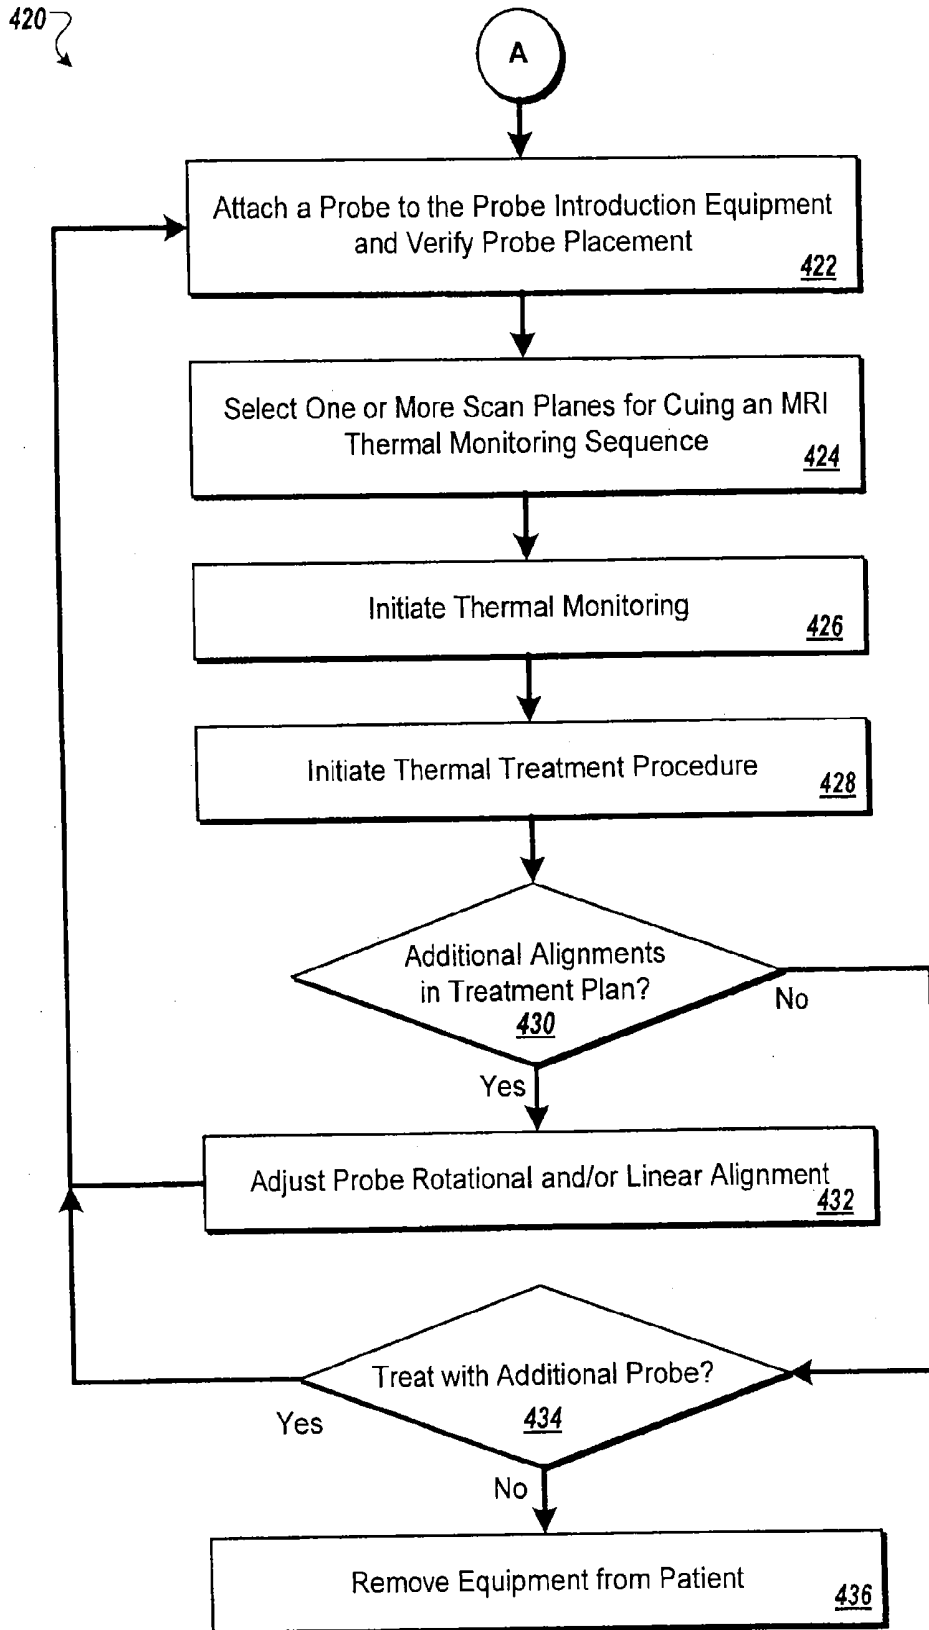 420
A
Attach a Probe to the Probe Introduction Equipment
and Verify Probe Placement
422
Select One or More Scan Planes for Cuing an MRI
Thermal Monitoring Sequence
424
Initiate Thermal Monitoring
426
Initiate Thermal Treatment Procedure
428
Additional Alignments
in Treatment Plan?
430
No
Yes
Adjust Probe Rotational and/or Linear Alignment
432
Treat with Additional Probe?
434
Yes
No
Remove Equipment from Patient
436